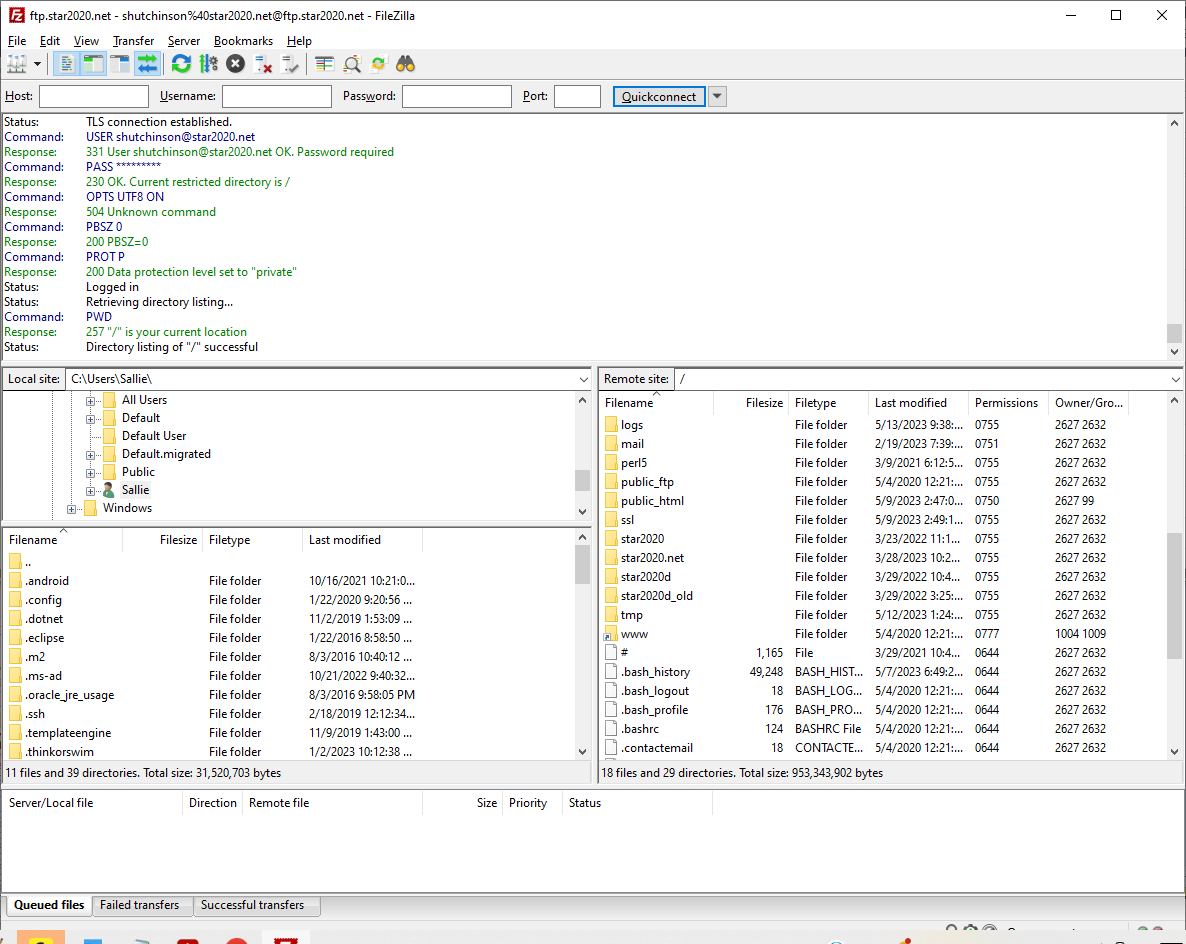 ftp.star2020.net - shutchinson%40star2020.net@ftp.star2020.net - FileZilla
File Edit View Transfer Server Bookmarks Help
Host: Username: Password: Port: Quickconnect
Status: TLS connection established.
Command: USER shutchinson@star2020.net
Response: 331 User shutchinson@star2020.net OK. Password required
Command: PASS *********
Response: 230 OK. Current restricted directory is /
Command: OPTS UTF8 ON
Response: 504 Unknown command
Command: PBSZ 0
Response: 200 PBSZ=0
Command: PROT P
Response: 200 Data protection level set to "private"
Status: Logged in
Status: Retrieving directory listing...
Command: PWD
Response: 257 "/" is your current location
Status: Directory listing of "/" successful
Local site: C:\Users\Sallie\
All Users
Default
Default User
Default.migrated
Public
Sallie
Windows
Filename Filesize Filetype Last modified
..
.android File folder 10/16/2021 10:21:0...
.config File folder 1/22/2020 9:20:56 ...
.dotnet File folder 11/2/2019 1:53:09 ...
.eclipse File folder 1/22/2016 8:58:50 ...
.m2 File folder 8/3/2016 10:40:12 ...
.ms-ad File folder 10/21/2022 9:40:32...
.oracle_jre_usage File folder 8/3/2016 9:58:05 PM
.ssh File folder 2/18/2019 12:12:34...
.templateengine File folder 11/9/2019 1:43:00 ...
.thinkorswim File folder 1/2/2023 10:12:38 ...
11 files and 39 directories. Total size: 31,520,703 bytes
Remote site: /
Filename Filesize Filetype Last modified Permissions Owner/Gro...
logs File folder 5/13/2023 9:38:... 0755 2627 2632
mail File folder 2/19/2023 7:39:... 0751 2627 2632
perl5 File folder 3/9/2021 6:12:5... 0755 2627 2632
public_ftp File folder 5/4/2020 12:21:... 0755 2627 2632
public_html File folder 5/9/2023 2:47:0... 0750 2627 99
ssl File folder 5/9/2023 2:49:1... 0755 2627 2632
star2020 File folder 3/23/2022 11:1... 0755 2627 2632
star2020.net File folder 3/28/2023 10:2... 0755 2627 2632
star2020d File folder 3/29/2022 10:4... 0755 2627 2632
star2020d_old File folder 3/29/2022 3:25:... 0755 2627 2632
tmp File folder 5/12/2023 1:24:... 0755 2627 2632
www File folder 5/4/2020 12:21:... 0777 1004 1009
# 1,165 File 3/29/2021 10:4... 0644 2627 2632
.bash_history 49,248 BASH_HIST... 5/7/2023 6:49:2... 0644 2627 2632
.bash_logout 18 BASH_LOG... 5/4/2020 12:21:... 0644 2627 2632
.bash_profile 176 BASH_PRO... 5/4/2020 12:21:... 0644 2627 2632
.bashrc 124 BASHRC File 5/4/2020 12:21:... 0644 2627 2632
.contactemail 18 CONTACTE... 5/4/2020 12:21:... 0644 2627 2632
18 files and 29 directories. Total size: 953,343,902 bytes
Server/Local file Direction Remote file Size Priority Status
Queued files Failed transfers Successful transfers